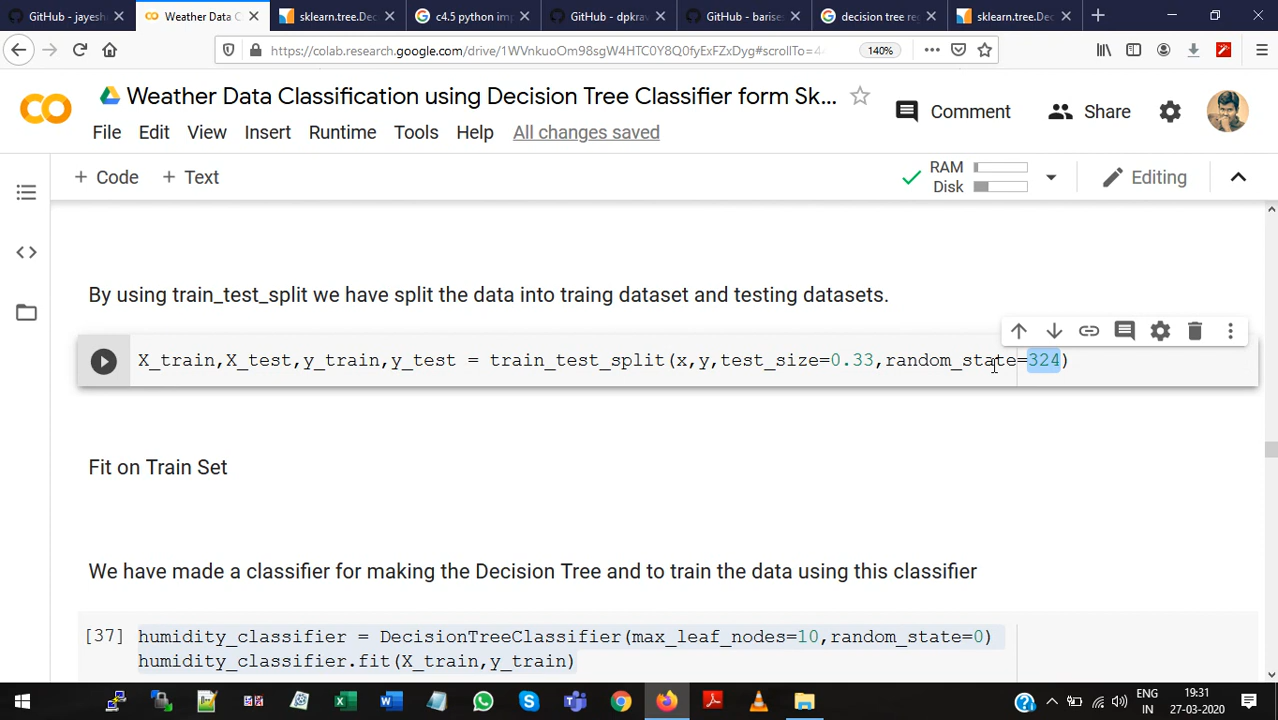 GitHub - jayesh
Weather Data C
sklearn.tree.Dec
c4.5 python imp
GitHub - dpkrav
GitHub - barises
decision tree reg
sklearn.tree.Dec
https://colab.research.google.com/drive/1WVnkuoOm98sgW4HTC0Y8Q0fyExFZxDyg#scrollTo=4
140%
Weather Data Classification using Decision Tree Classifier form Sk...
Comment
Share
File Edit View Insert Runtime Tools Help All changes saved
+ Code + Text
RAM
Disk
Editing
By using train_test_split we have split the data into traing dataset and testing datasets.
X_train,X_test,y_train,y_test = train_test_split(x,y,test_size=0.33,random_state=324)
Fit on Train Set
We have made a classifier for making the Decision Tree and to train the data using this classifier
[37] humidity_classifier = DecisionTreeClassifier(max_leaf_nodes=10,random_state=0)
humidity_classifier.fit(X_train,y_train)
ENG
IN
19:31
27-03-2020